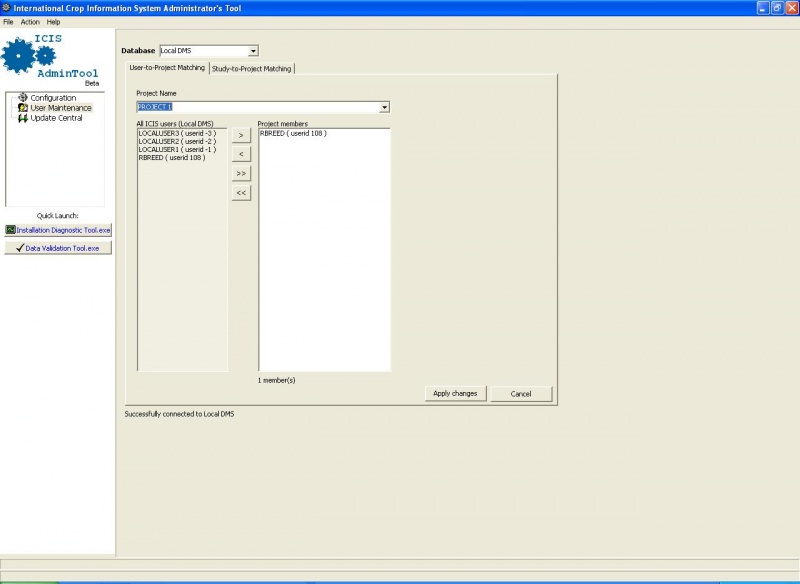 International Crop Information System Administrator's Tool
File Action Help
ICIS
AdminTool
Beta
Configuration
User Maintenance
Update Central
Quick Launch:
Installation Diagnostic Tool.exe
Data Validation Tool.exe
Database Local DMS
User-to-Project Matching Study-to-Project Matching
Project Name
PROJECT 1
All ICIS users (Local DMS)
LOCALUSER3 ( userid -3 )
LOCALUSER2 ( userid -2 )
LOCALUSER1 ( userid -1 )
RBREED ( userid 108 )
>
<
>>
<<
Project members
RBREED ( userid 108 )
1 member(s)
Apply changes Cancel
Successfully connected to Local DMS